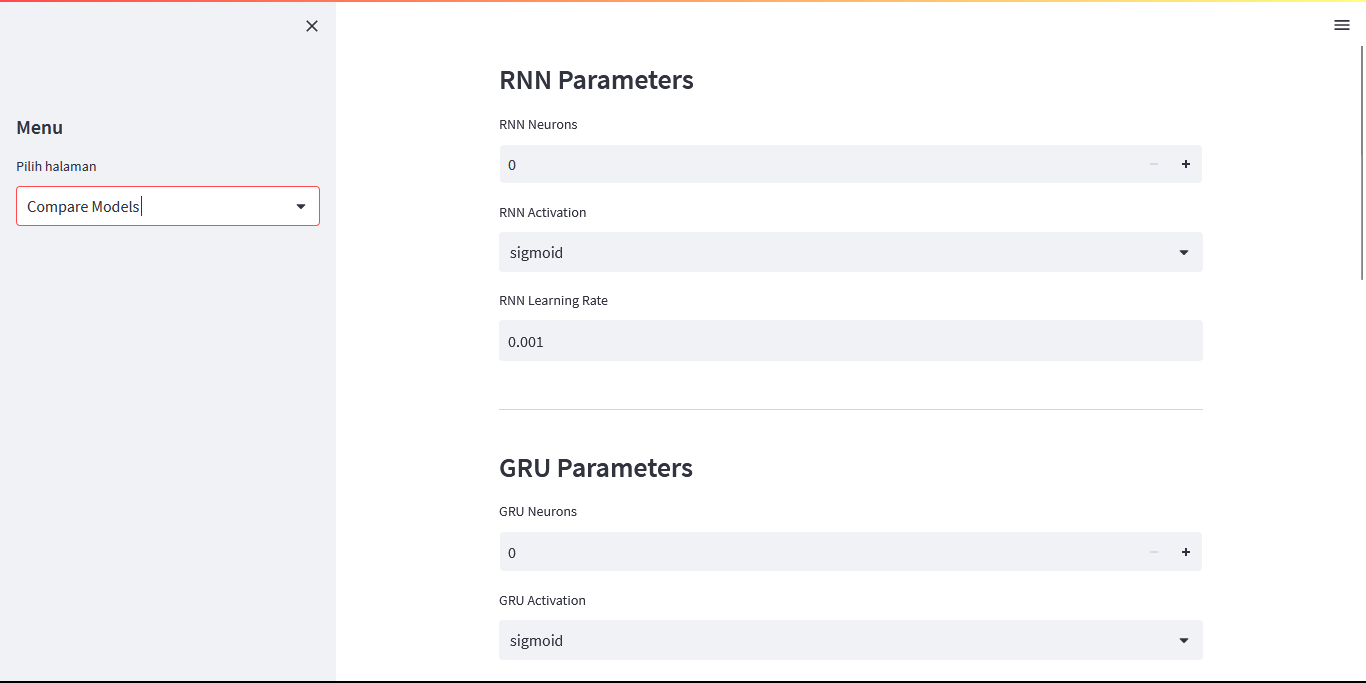 Menu
Pilih halaman
Compare Models
RNN Parameters
RNN Neurons
0
RNN Activation
sigmoid
RNN Learning Rate
0.001
GRU Parameters
GRU Neurons
0
GRU Activation
sigmoid